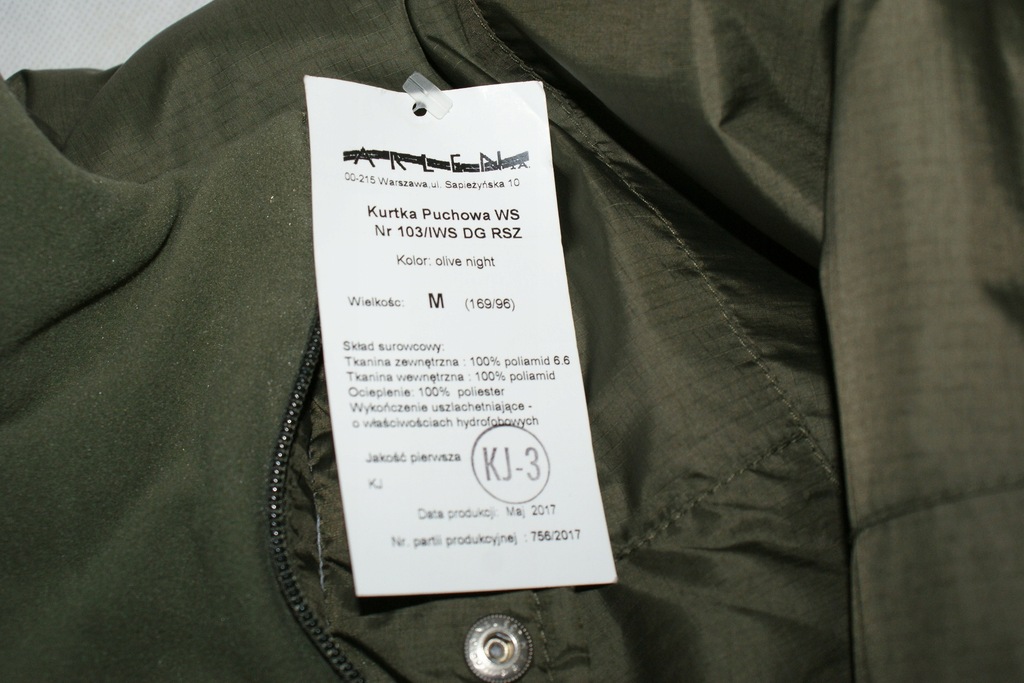 ARLEN S.A.
00-215 Warszawa,ul. Sapieżyńska 10
Kurtka Puchowa WS
Nr 103/IWS DG RSZ
Kolor: olive night
Wielkośc: M (169/96)
Skład surowcowy:
Tkanina zewnętrzna : 100% poliamid 6.6
Tkanina wewnętrzna : 100% poliamid
Ocieplenie: 100% poliester
Wykończenie uszlachetniające -
o właściwościach hydrofobowych
Jakość pierwsza
KJ-3
KJ
Data produkcji: Maj 2017
Nr. partii produkcyjnej : 756/2017